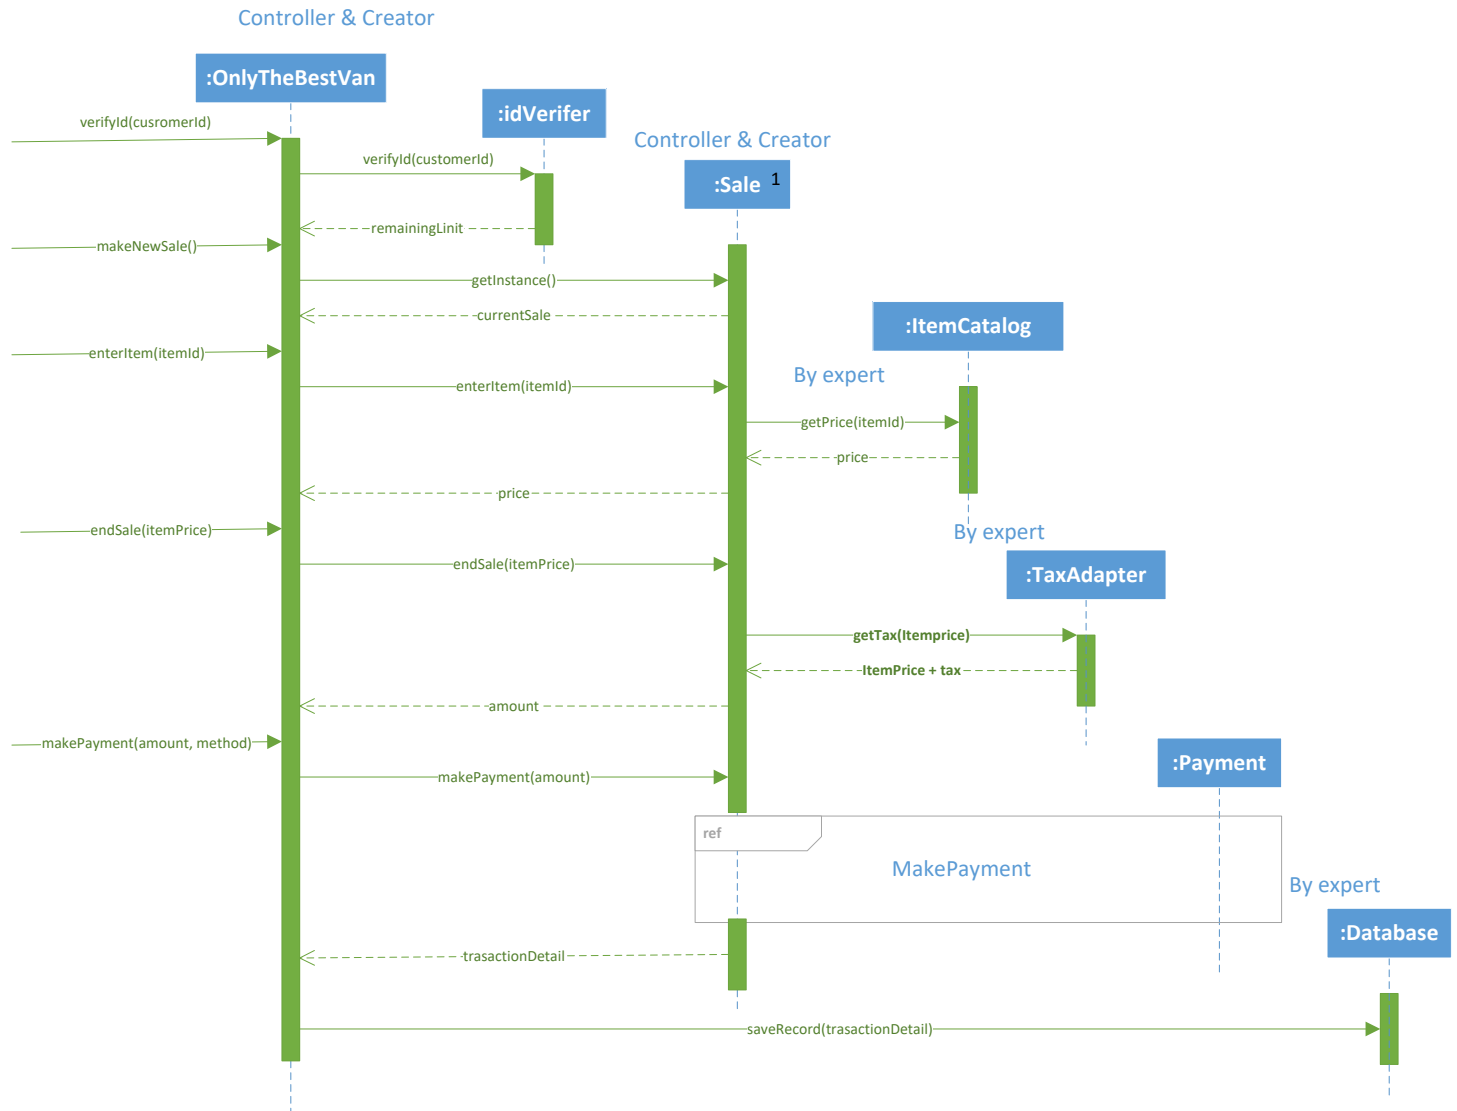 Controller & Creator
:OnlyTheBestVan
:idVerifer
verifyId(cusromerId)
Controller & Creator
verifyId(customerId)
:Sale 1
remainingLinit
makeNewSale()
getInstance()
currentSale
:ItemCatalog
enterItem(itemId)
By expert
enterItem(itemId)
getPrice(itemId)
price
price
endSale(itemPrice)
By expert
endSale(itemPrice)
:TaxAdapter
getTax(Itemprice)
ItemPrice + tax
amount
makePayment(amount, method)
:Payment
makePayment(amount)
ref
MakePayment
By expert
:Database
trasactionDetail
saveRecord(trasactionDetail)